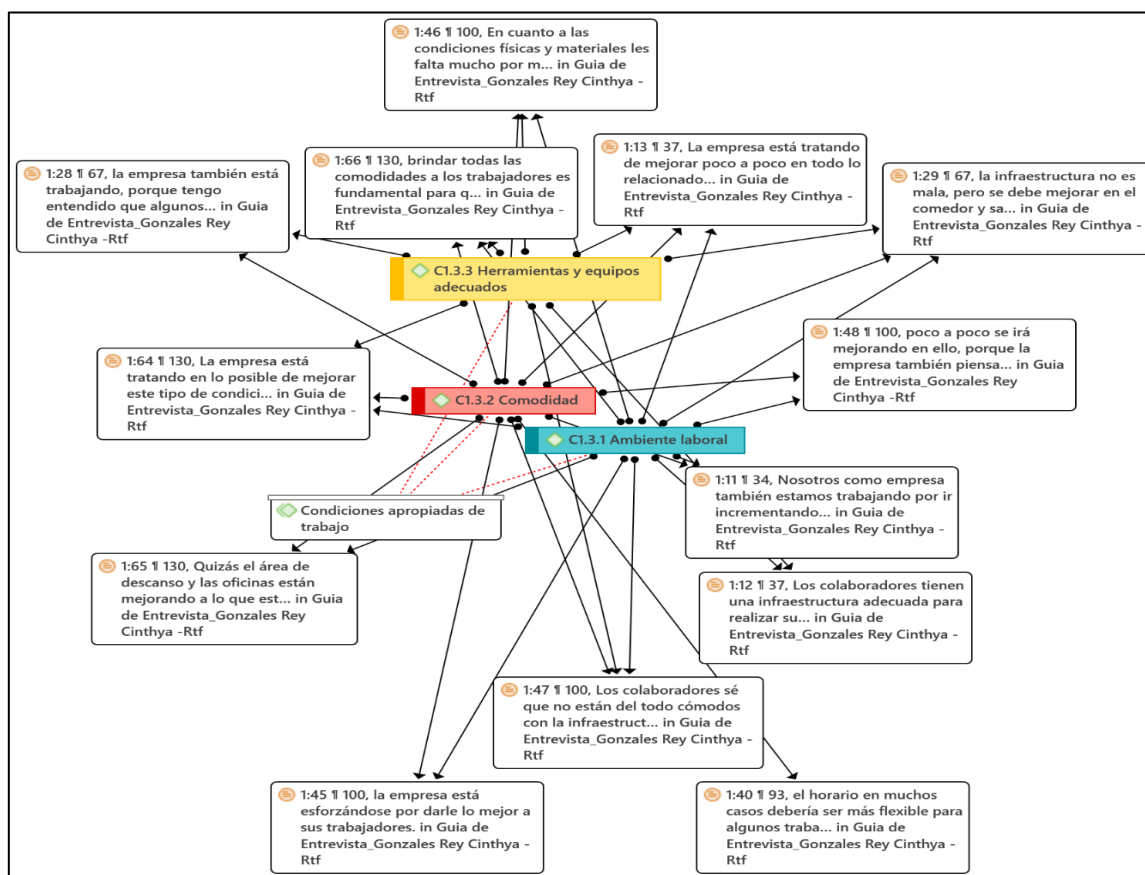 1:46 ¶ 100, En cuanto a las
condiciones físicas y materiales les
falta mucho por m... in Guia de
Entrevista_Gonzales Rey Cinthya -
Rtf
1:28 ¶ 67, la empresa también está
trabajando, porque tengo
entendido que algunos... in Guia
de Entrevista_Gonzales Rey
Cinthya -Rtf
1:66 ¶ 130, brindar todas las
comodidades a los trabajadores es
fundamental para q... in Guia de
Entrevista_Gonzales Rey Cinthya -
Rtf
1:13 ¶ 37, La empresa está tratando
de mejorar poco a poco en todo lo
relacionado... in Guia de
Entrevista_Gonzales Rey Cinthya -
Rtf
1:29 ¶ 67, la infraestructura no es
mala, pero se debe mejorar en el
comedor y sa... in Guia de
Entrevista_Gonzales Rey Cinthya -
Rtf
C1.3.3 Herramientas y equipos
adecuados
1:64 ¶ 130, La empresa está
tratando en lo posible de mejorar
este tipo de condici... in Guia de
Entrevista_Gonzales Rey Cinthya -
Rtf
1:48 ¶ 100, poco a poco se irá
mejorando en ello, porque la
empresa también piensa... in
Guia de Entrevista_Gonzales Rey
Cinthya -Rtf
C1.3.2 Comodidad
C1.3.1 Ambiente laboral
1:11 ¶ 34, Nosotros como empresa
también estamos trabajando por ir
incrementando... in Guia de
Entrevista_Gonzales Rey Cinthya -
Rtf
Condiciones apropiadas de
trabajo
1:65 ¶ 130, Quizás el área de
descanso y las oficinas están
mejorando a lo que est... in Guia
de Entrevista_Gonzales Rey
Cinthya -Rtf
1:12 ¶ 37, Los colaboradores tienen
una infraestructura adecuada para
realizar su... in Guia de
Entrevista_Gonzales Rey Cinthya -
Rtf
1:47 ¶ 100, Los colaboradores sé
que no están del todo cómodos
con la infraestruct... in Guia de
Entrevista_Gonzales Rey Cinthya -
Rtf
1:45 ¶ 100, la empresa está
esforzándose por darle lo mejor a
sus trabajadores. in Guia de
Entrevista_Gonzales Rey Cinthya -
Rtf
1:40 ¶ 93, el horario en muchos
casos debería ser más flexible para
algunos traba... in Guia de
Entrevista_Gonzales Rey Cinthya -
Rtf